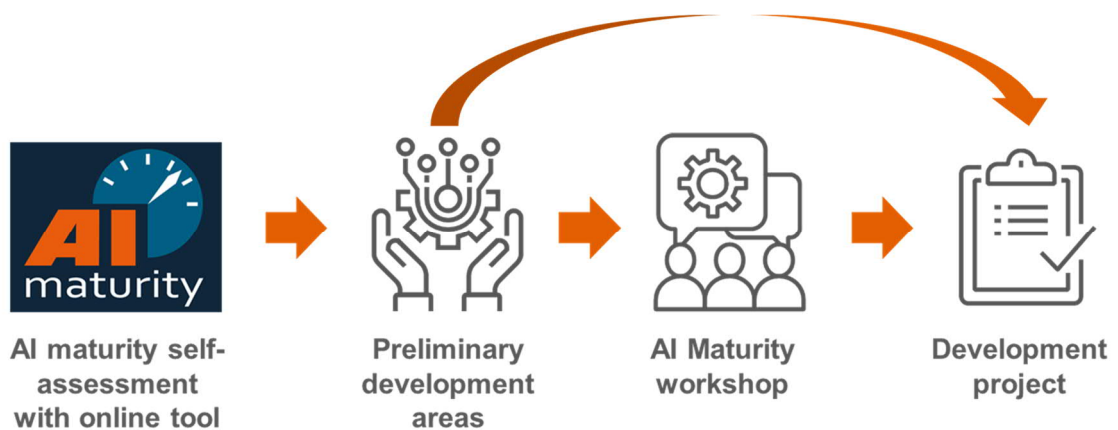 AI
maturity
AI maturity self-
assessment
with online tool
Preliminary
development
areas
AI Maturity
workshop
Development
project